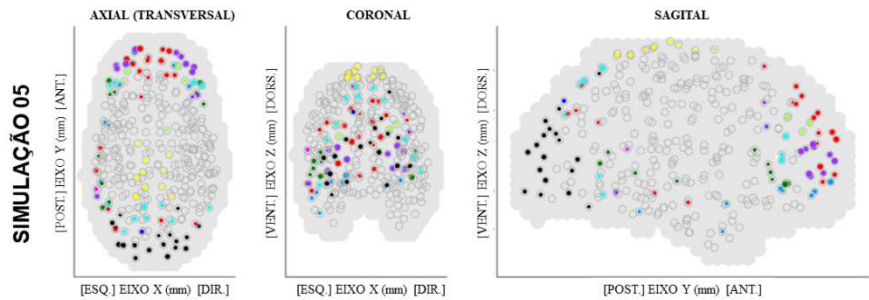 AXIAL (TRANSVERSAL)
CORONAL
SAGITAL
SIMULAÇÃO 05
[POST.] EIXO Y (mm) [ANT.]
[VENT.] EIXO Z (mm) [DORS.]
[VENT.] EIXO Z (mm) [DORS.]
[ESQ.] EIXO X (mm) [DIR.]
[ESQ.] EIXO X (mm) [DIR.]
[POST.] EIXO Y (mm) [ANT.]